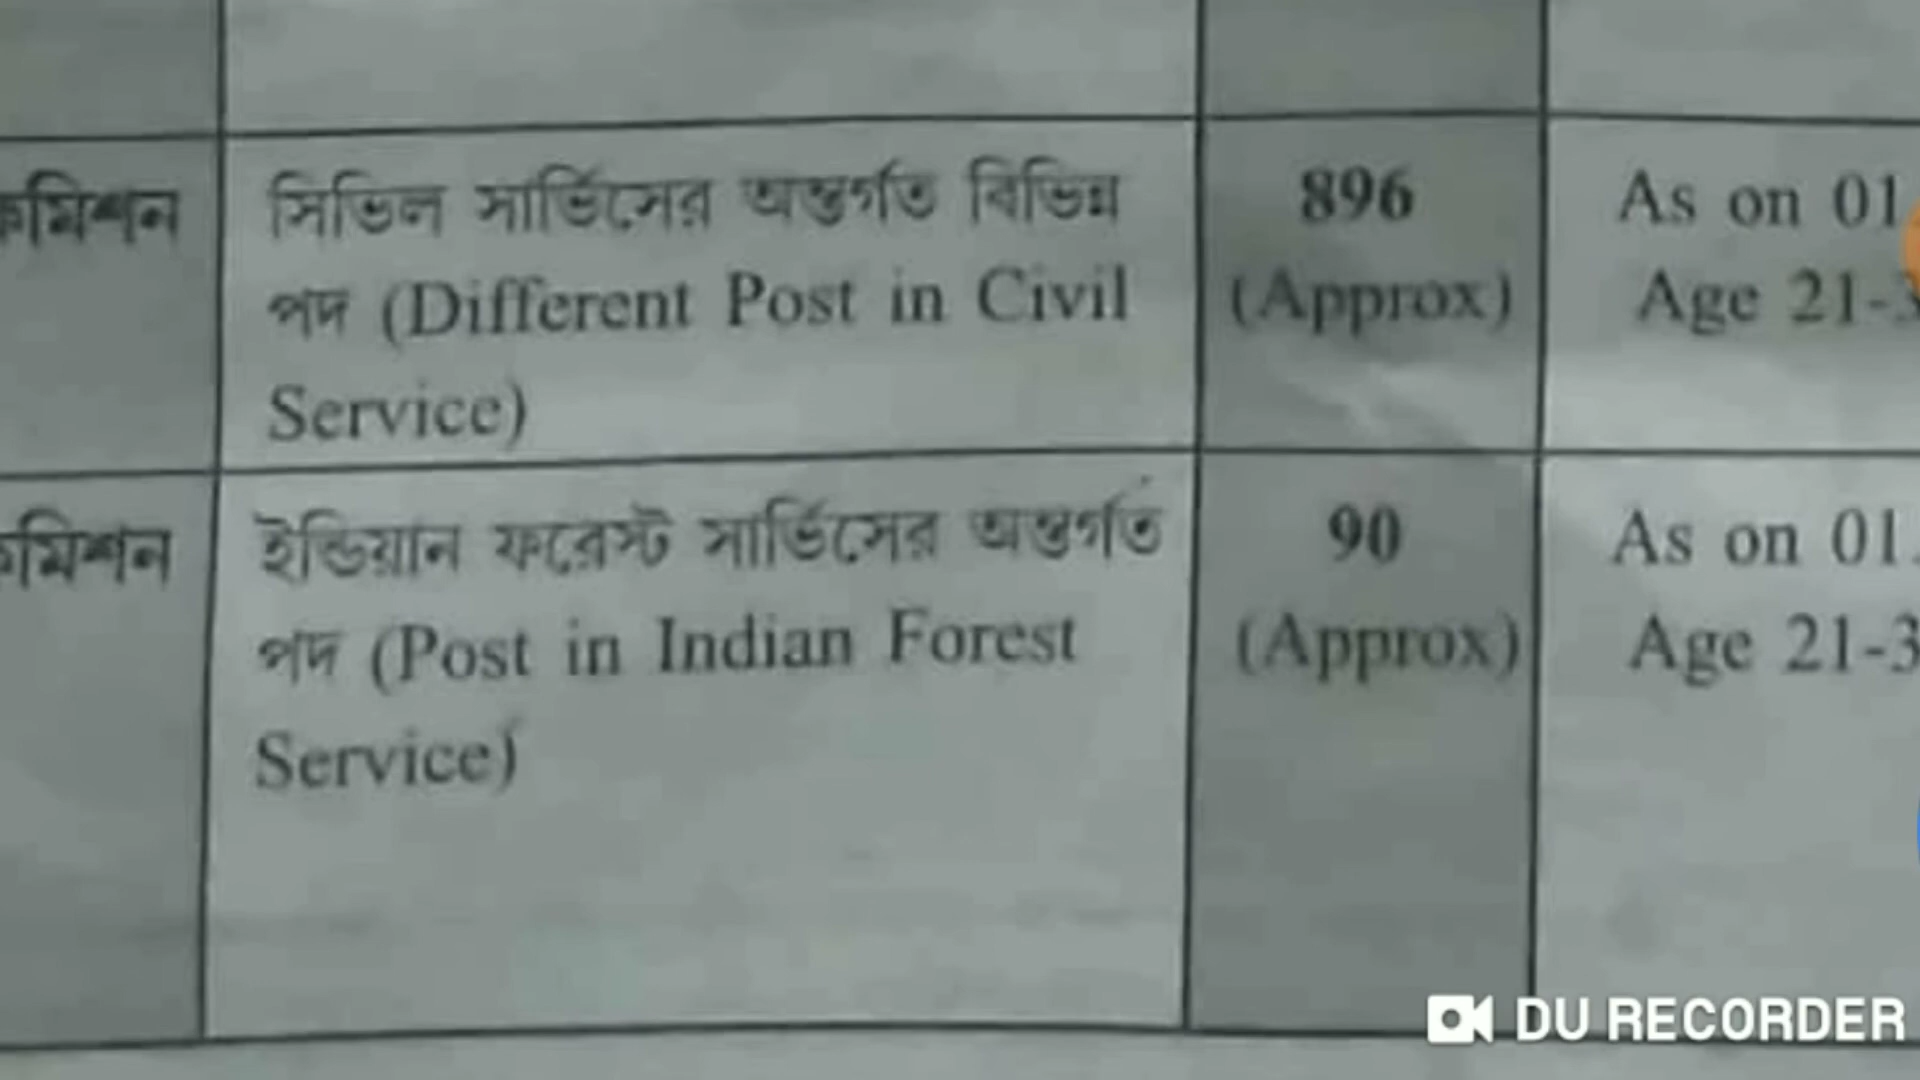 কমিশন
সিভিল সার্ভিসের অন্তর্গত বিভিন্ন
পদ (Different Post in Civil
Service)
896
(Approx)
As on 01
Age 21-3
কমিশন
ইন্ডিয়ান ফরেস্ট সার্ভিসের অন্তর্গত
পদ (Post in Indian Forest
Service)
90
(Approx)
As on 01.
Age 21-3
DU RECORDER